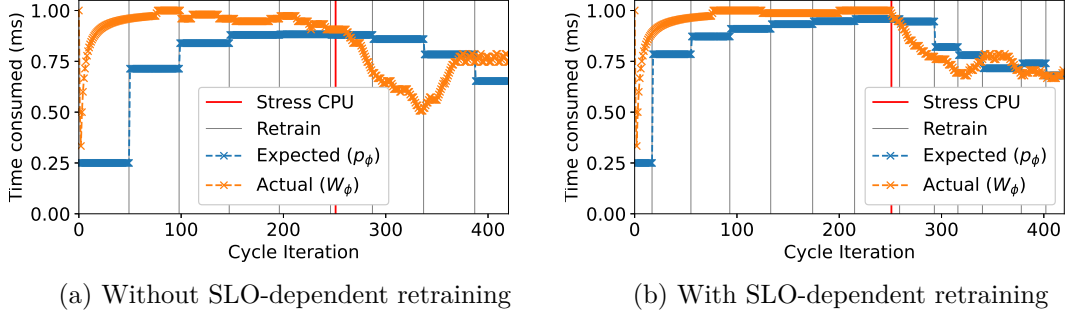 Time consumed (ms)
1.00
0.75
0.50
0.25
0.00
Stress CPU
Retrain
Expected (pϕ)
Actual (Wϕ)
0 100 200 300 400
Cycle Iteration
(a) Without SLO-dependent retraining
Time consumed (ms)
1.00
0.75
0.50
0.25
0.00
Stress CPU
Retrain
Expected (pϕ)
Actual (Wϕ)
0 100 200 300 400
Cycle Iteration
(b) With SLO-dependent retraining